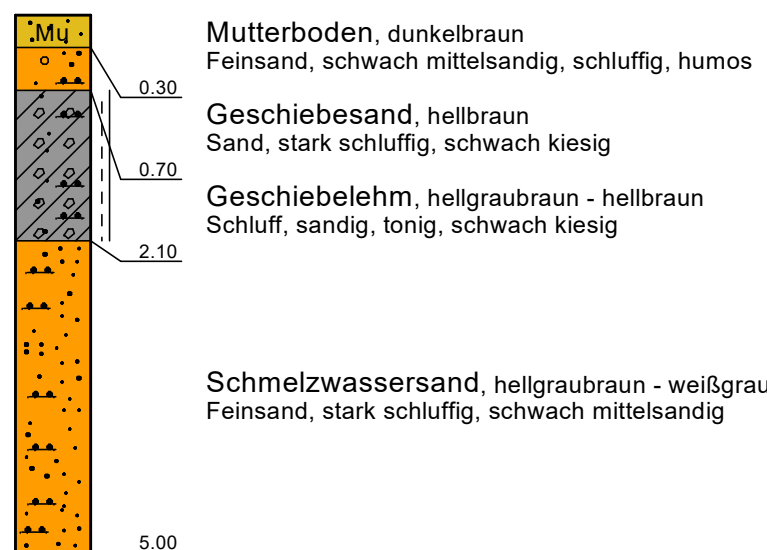 Mu
Mutterboden, dunkelbraun
Feinsand, schwach mittelsandig, schluffig, humos
0.30
Geschiebesand, hellbraun
Sand, stark schluffig, schwach kiesig
0.70
Geschiebelehm, hellgraubraun - hellbraun
Schluff, sandig, tonig, schwach kiesig
2.10
Schmelzwassersand, hellgraubraun - weißgrau
Feinsand, stark schluffig, schwach mittelsandig
5.00